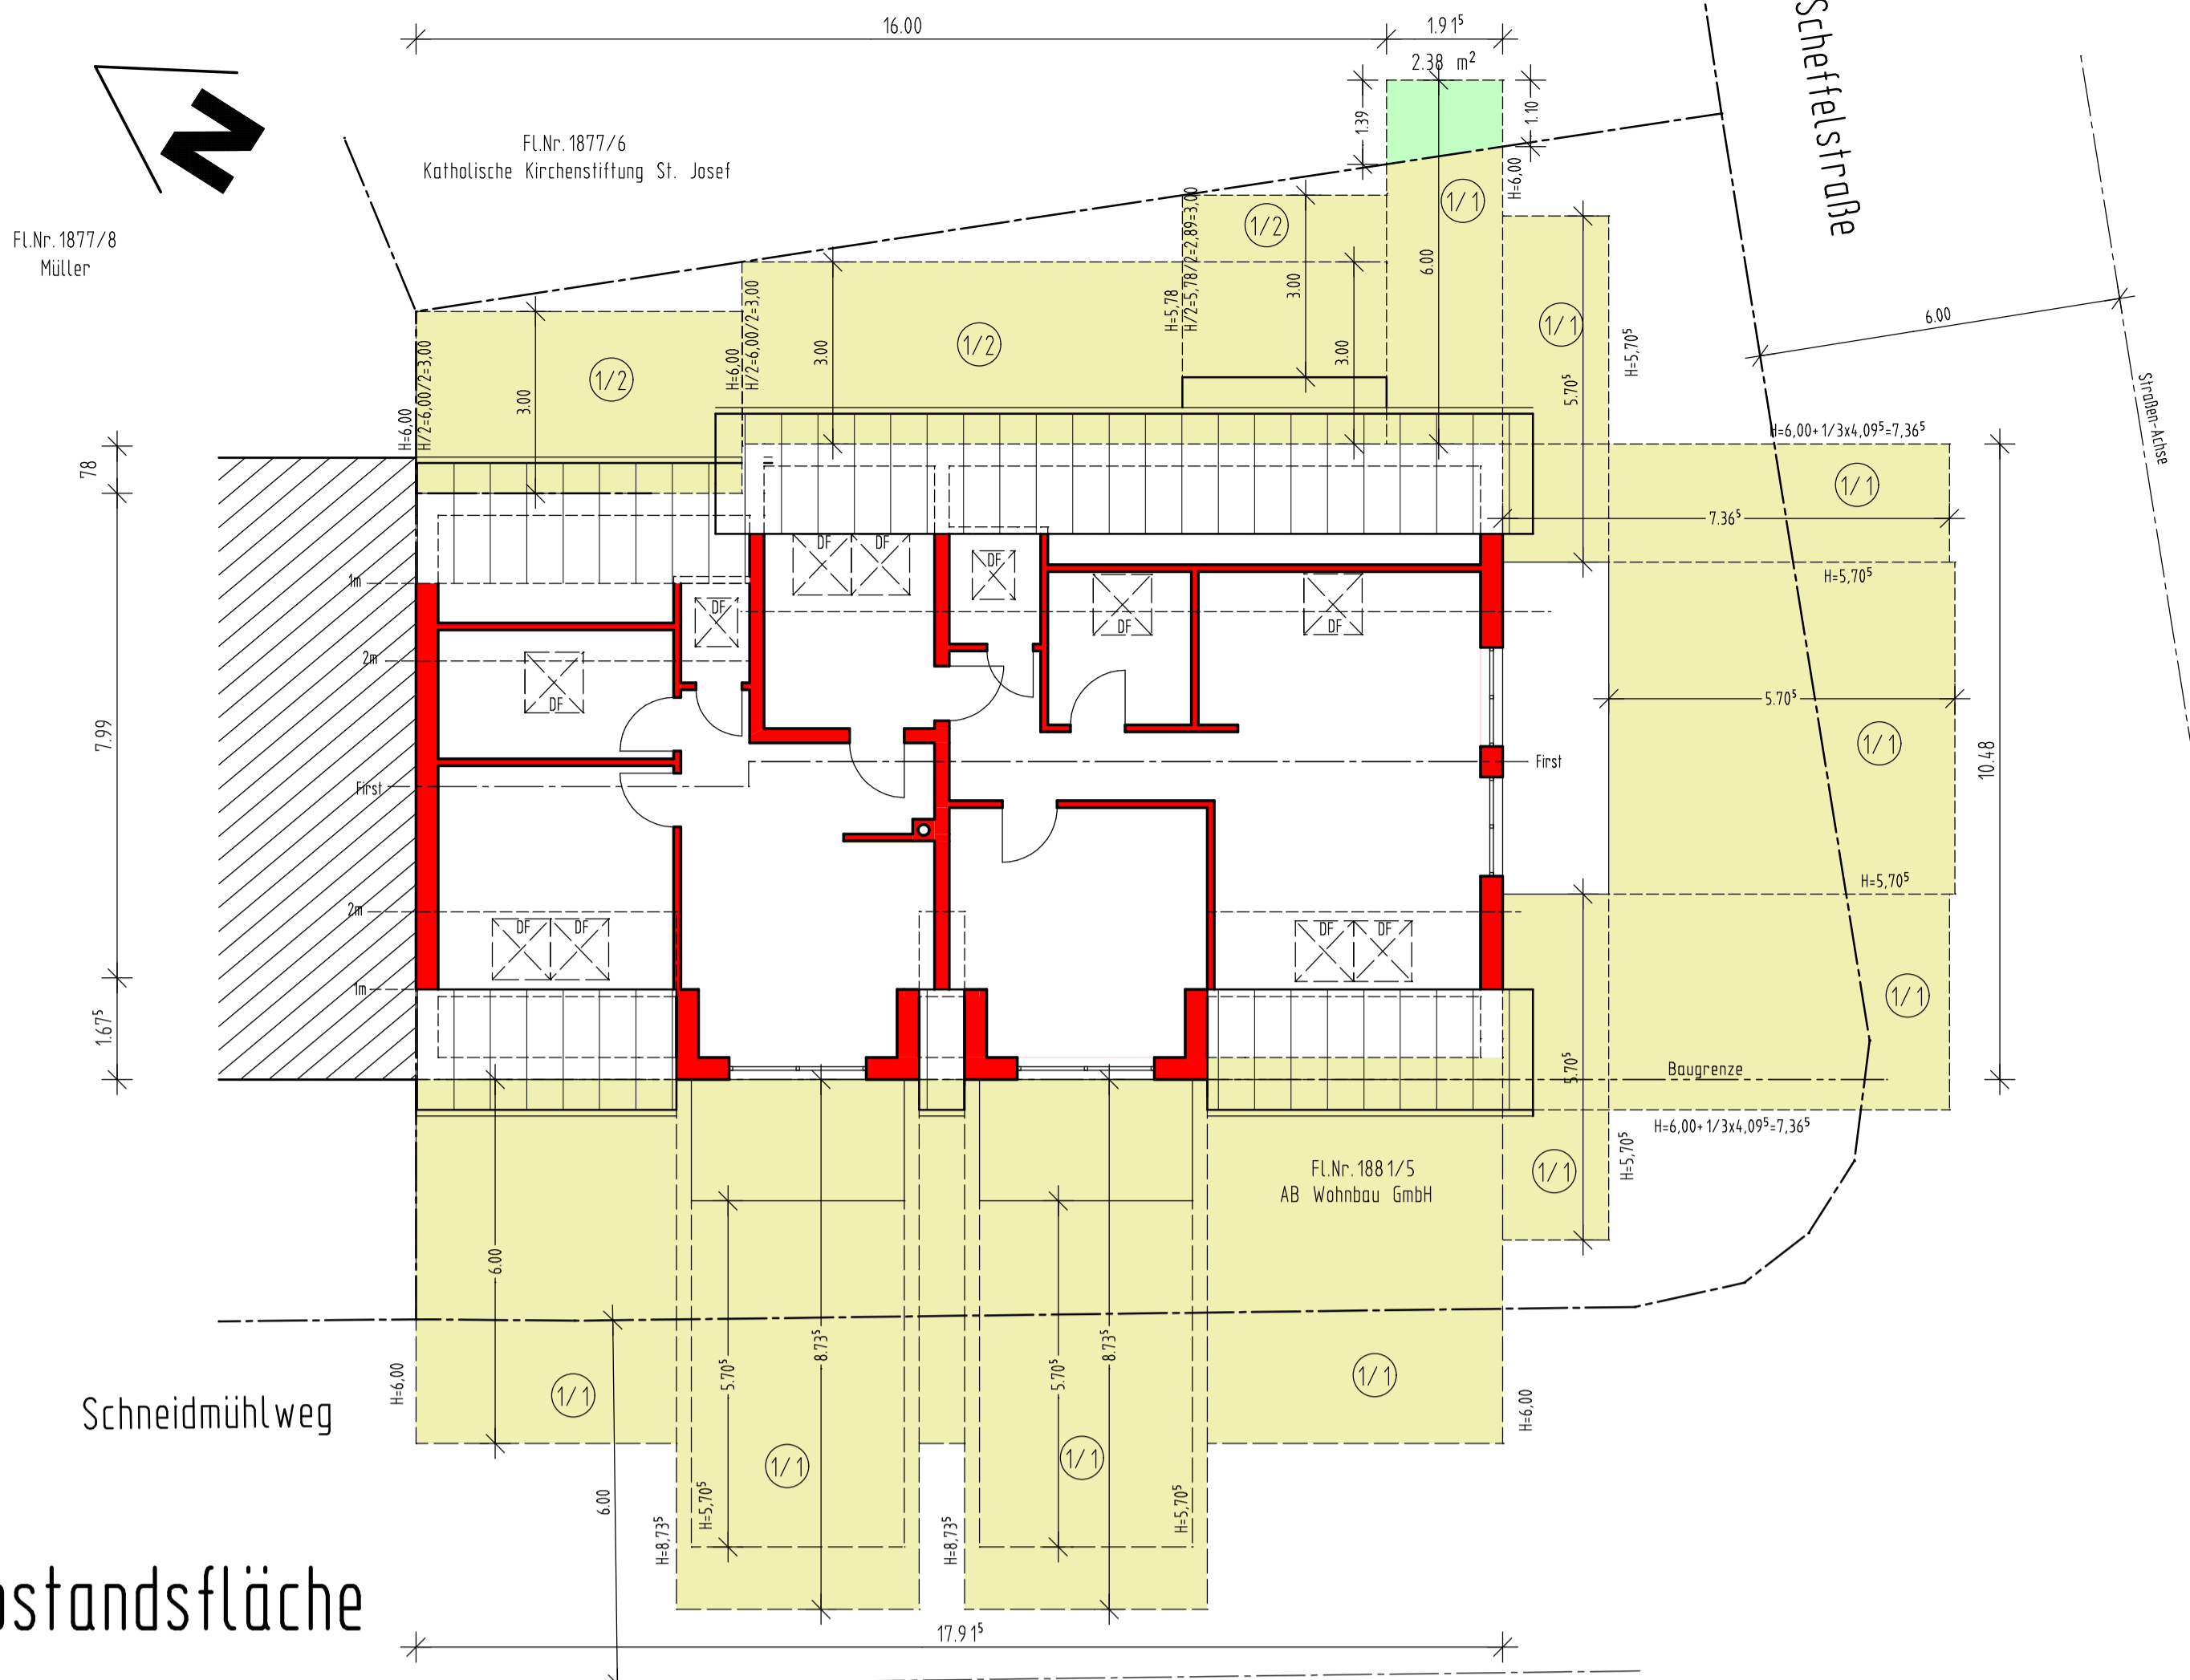 16.00
1.91⁵
2.38 m²
1.39
1.10
Scheffelstraße
N
Fl.Nr. 1877/6
Katholische Kirchenstiftung St. Josef
Fl.Nr. 1877/8
Müller
H=6,00
1/1
1/2
H/2=5,78/2=2,89=3,00
H=5,78
3.00
6.00
1/1
5.70⁵
H=5,70⁵
6.00
Straßen-Achse
1/2
3.00
3.00
H=6,00
H/2=6,00/2=3,00
1/2
3.00
H=6,00
H/2=6,00/2=3,00
H=6,00+1/3x4,09⁵=7,36⁵
1/1
7.36⁵
78
DF
DF
DF
DF
DF
DF
H=5,70⁵
1m
2m
DF
5.70⁵
1/1
7.99
10.48
First
First
H=5,70⁵
2m
DF
DF
DF
DF
1m
1/1
1.67⁵
5.70⁵
Baugrenze
H=6,00+1/3x4,09⁵=7,36⁵
Fl.Nr. 1881/5
AB Wohnbau GmbH
1/1
H=5,70⁵
6.00
5.70⁵
8.73⁵
5.70⁵
8.73⁵
H=6,00
1/1
1/1
H=6,00
Schneidmühlweg
1/1
1/1
6.00
H=8,73⁵
H=5,70⁵
H=8,73⁵
H=5,70⁵
bstandsfläche
17.91⁵